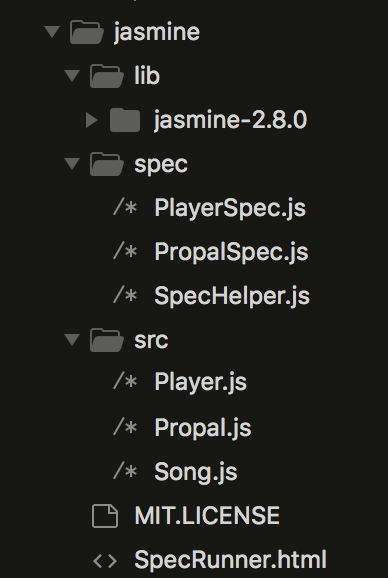 jasmine
lib
jasmine-2.8.0
spec
/* PlayerSpec.js
/* PropalSpec.js
/* SpecHelper.js
src
/* Player.js
/* Propal.js
/* Song.js
MIT.LICENSE
<> SpecRunner.html